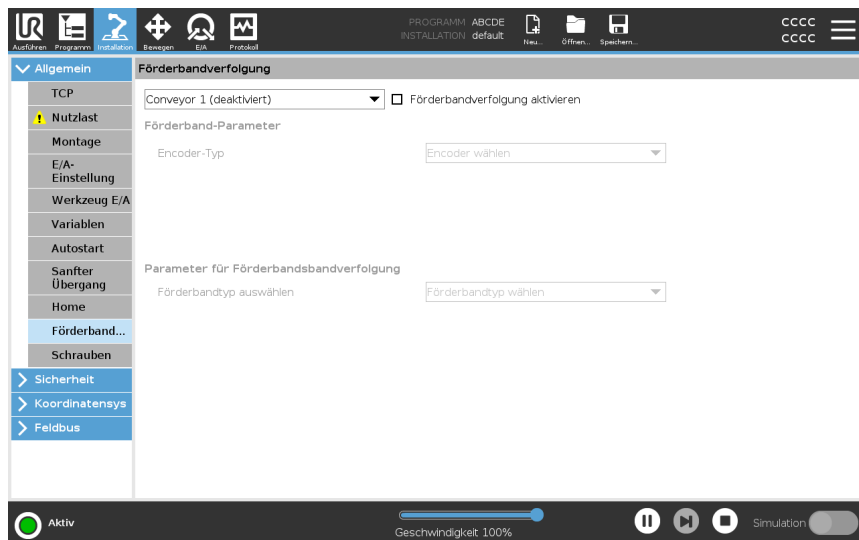 PROGRAMM ABCDE
INSTALLATION default
CCCC
CCCC
Ausführen Programm Installation Bewegen E/A Protokoll Neu... Öffnen... Speichern...
Allgemein
Förderbandverfolgung
TCP
Nutzlast
Montage
E/A-
Einstellung
Werkzeug E/A
Variablen
Autostart
Sanfter
Übergang
Home
Förderband...
Schrauben
Sicherheit
Koordinatensys
Feldbus
Conveyor 1 (deaktiviert) Förderbandverfolgung aktivieren
Förderband-Parameter
Encoder-Typ Encoder wählen
Parameter für Förderbandsbandverfolgung
Förderbandtyp auswählen Förderbandtyp wählen
Aktiv
Geschwindigkeit 100%
Simulation